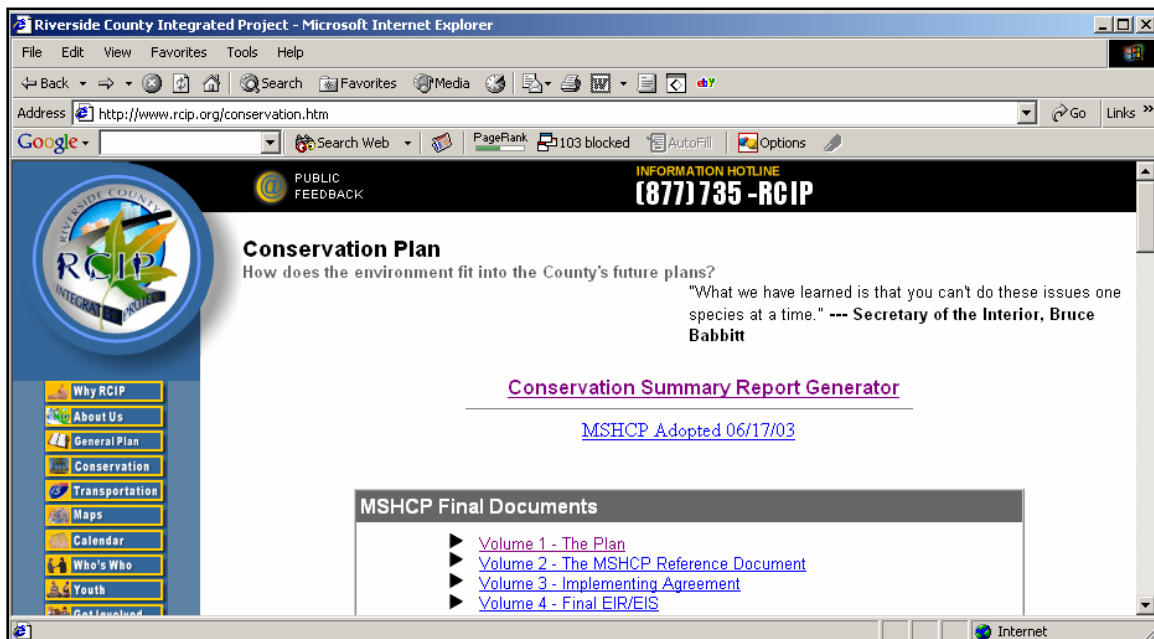 Riverside County Integrated Project - Microsoft Internet Explorer
File Edit View Favorites Tools Help
Back Search Favorites Media
Address http://www.rcip.org/conservation.htm Go Links »
Google Search Web PageRank 103 blocked AutoFill Options
RIVERSIDE COUNTY
RCIP
INTEGRATED PROJECT
@ PUBLIC FEEDBACK
INFORMATION HOTLINE
(877) 735 -RCIP
Conservation Plan
How does the environment fit into the County's future plans?
"What we have learned is that you can't do these issues one
species at a time." --- Secretary of the Interior, Bruce
Babbitt
Conservation Summary Report Generator
MSHCP Adopted 06/17/03
Why RCIP
About Us
General Plan
Conservation
Transportation
Maps
Calendar
Who's Who
Youth
Get Involved
MSHCP Final Documents
Volume 1 - The Plan
Volume 2 - The MSHCP Reference Document
Volume 3 - Implementing Agreement
Volume 4 - Final EIR/EIS
Internet